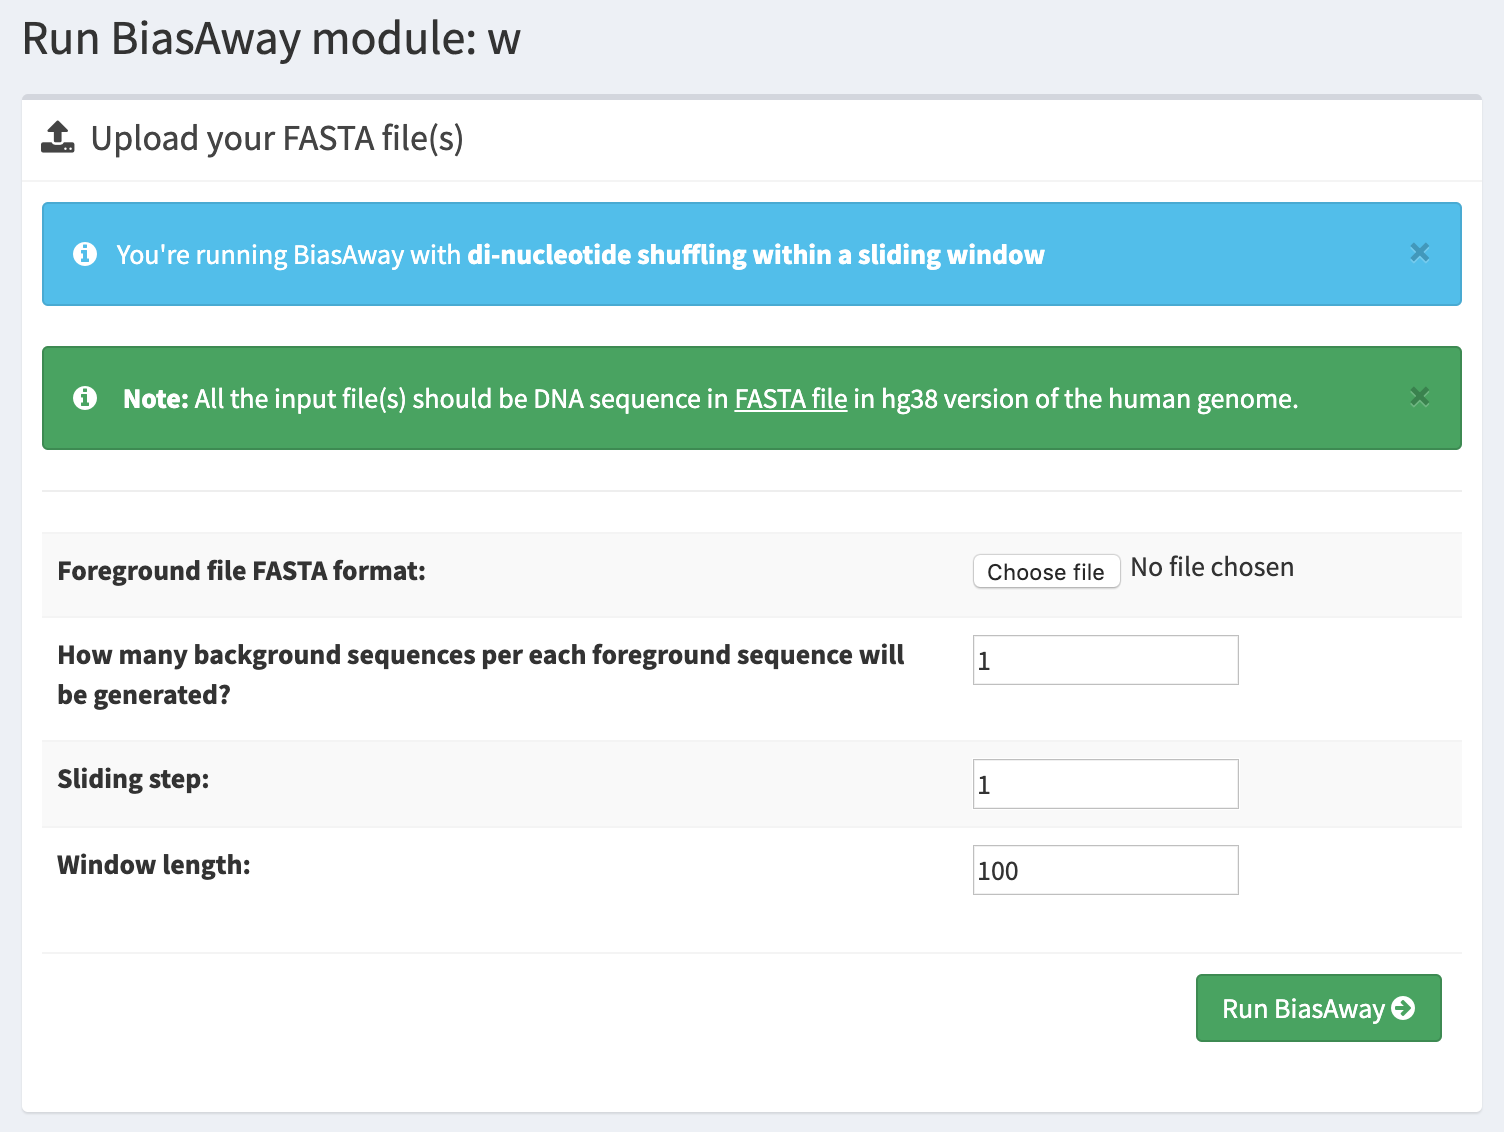 Run BiasAway module: w
Upload your FASTA file(s)
You're running BiasAway with di-nucleotide shuffling within a sliding window
Note: All the input file(s) should be DNA sequence in FASTA file in hg38 version of the human genome.
Foreground file FASTA format:
Choose file No file chosen
How many background sequences per each foreground sequence will
be generated?
1
Sliding step:
1
Window length:
100
Run BiasAway